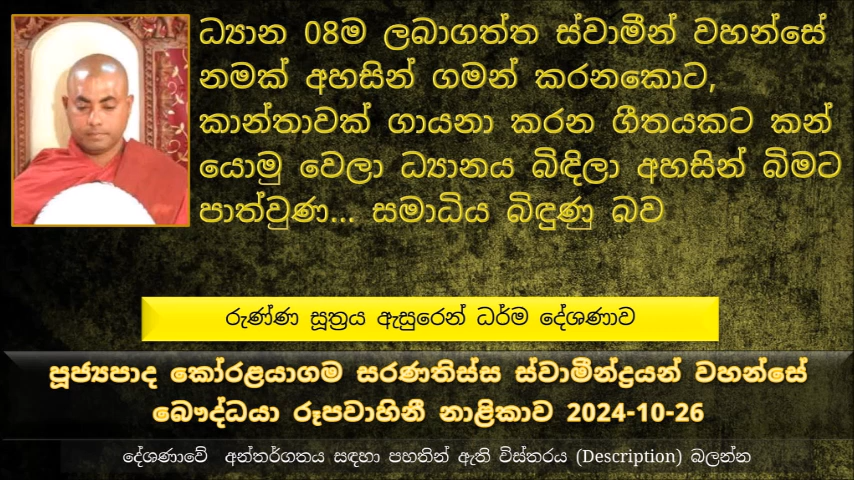 ධ්‍යාන 08ම ලබාගත්ත ස්වාමීන් වහන්සේ
නමක් අහසින් ගමන් කරනකොට,
කාන්තාවක් ගායනා කරන ගීතයකට කන්
යොමු වෙලා ධ්‍යානය බිඳිලා අහසින් බිමට
පාත්වුණ... සමාධිය බිඳුණු බව
රුණ්ණ සූත්‍රය ඇසුරෙන් ධර්ම දේශණාව
පූජ්‍යපාද කෝරළයාගම සරණතිස්ස ස්වාමීන්ද්‍රයන් වහන්සේ
බෞද්ධයා රූපවාහිනී නාළිකාව 2024-10-26
දේශණාවේ අන්තර්ගතය සඳහා පහතින් ඇති විස්තරය (Description) බලන්න